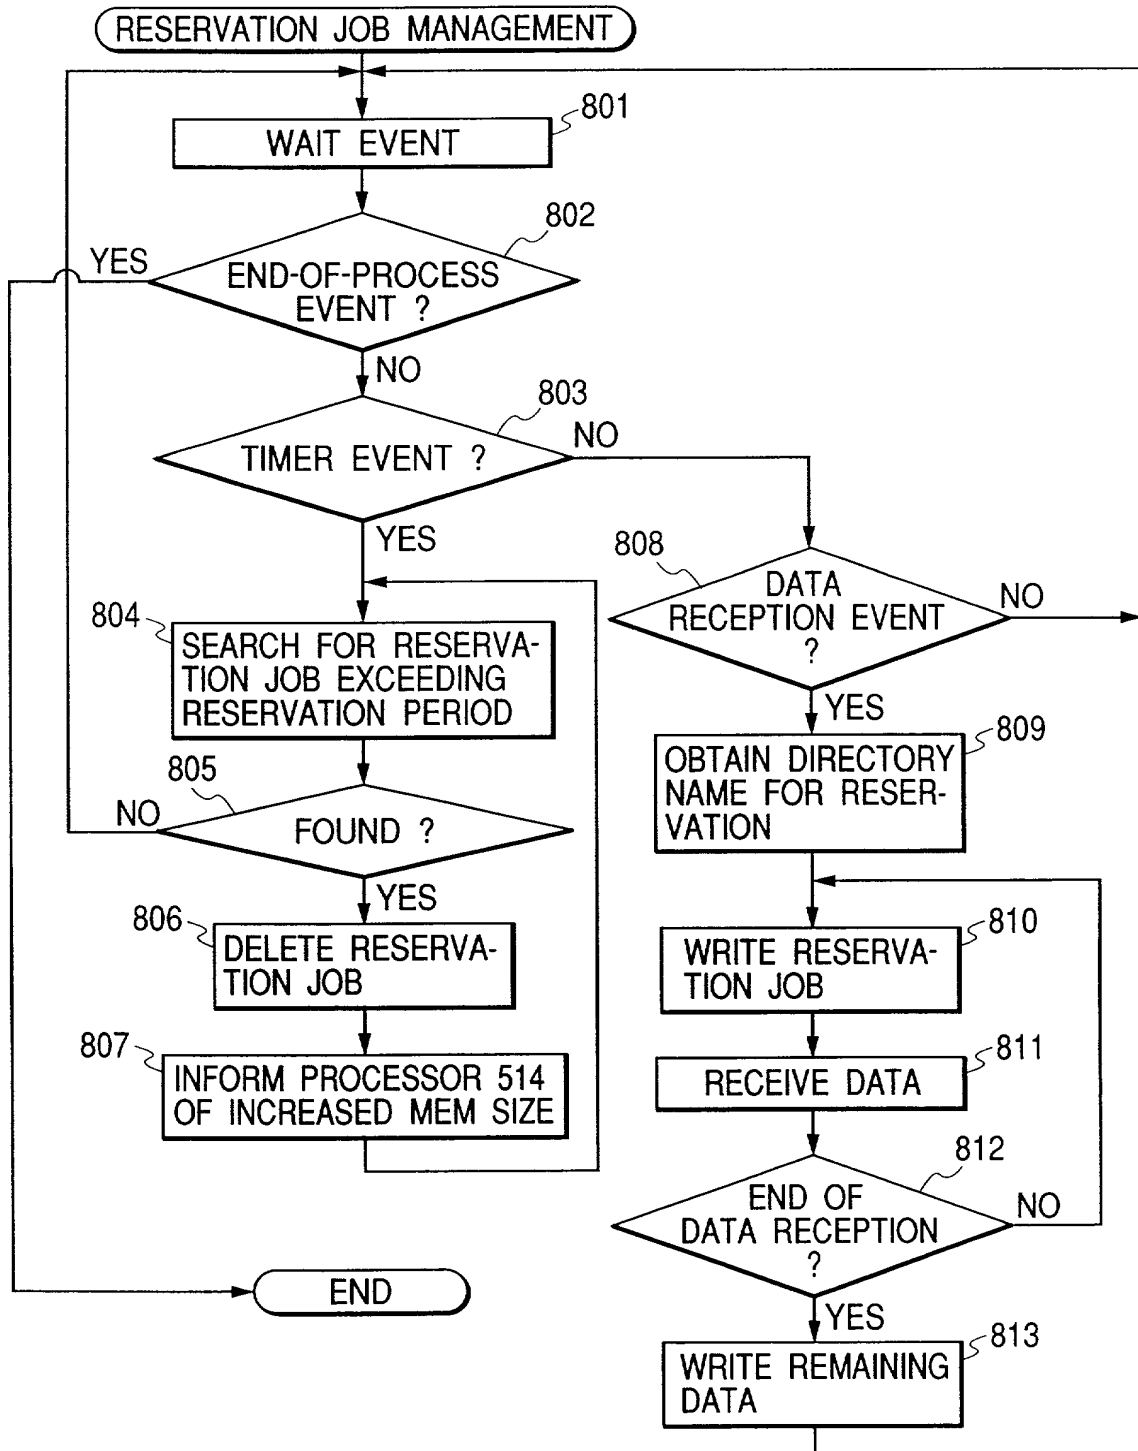 RESERVATION JOB MANAGEMENT
801
WAIT EVENT
802
YES
END-OF-PROCESS
EVENT ?
NO
803
NO
TIMER EVENT ?
YES
808
DATA
RECEPTION EVENT
?
NO
804
SEARCH FOR RESERVA-
TION JOB EXCEEDING
RESERVATION PERIOD
YES
809
OBTAIN DIRECTORY
NAME FOR RESER-
VATION
805
NO
FOUND ?
YES
806
DELETE RESERVA-
TION JOB
810
WRITE RESERVA-
TION JOB
807
INFORM PROCESSOR 514
OF INCREASED MEM SIZE
811
RECEIVE DATA
812
END OF
DATA RECEPTION
?
NO
END
YES
813
WRITE REMAINING
DATA